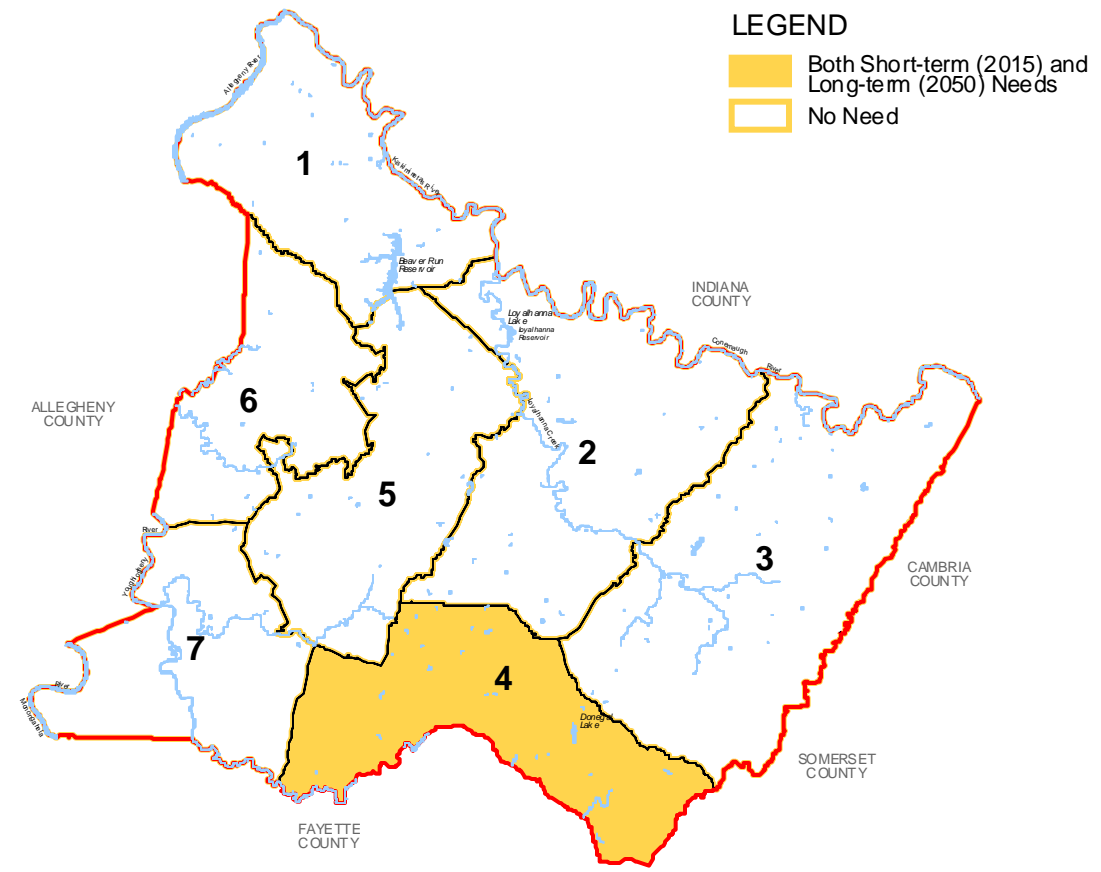 LEGEND
Both Short-term (2015) and
Long-term (2050) Needs
No Need
Allegheny River
1
Kiskiminetas River
Beaver Run
Reservoir
INDIANA
COUNTY
Loyalhanna
Lake
loyalhanna
Reservoir
Conemaugh
River
ALLEGHENY
COUNTY
6
Loyalhanna Creek
2
5
River
3
CAMBRIA
COUNTY
7
4
River
Donegal
Lake
SOMERSET
COUNTY
FAYETTE
COUNTY